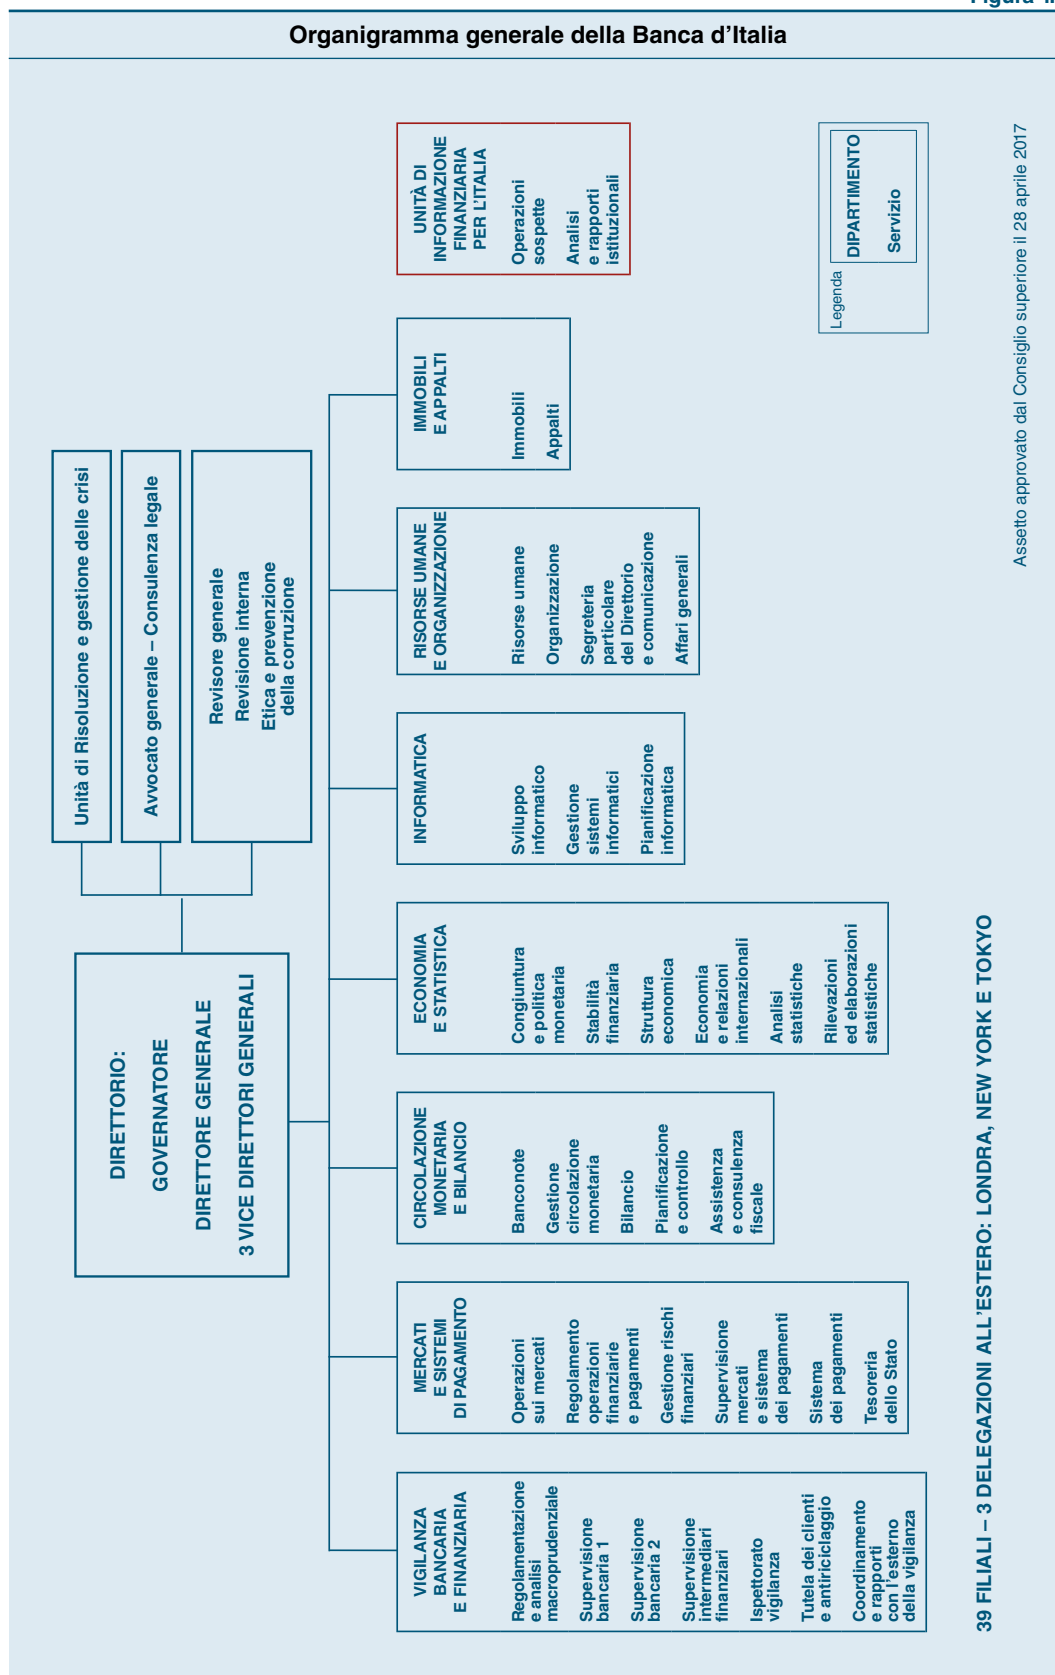 Organigramma generale della Banca d'Italia
DIRETTORIO:
GOVERNATORE
DIRETTORE GENERALE
3 VICE DIRETTORI GENERALI
Unità di Risoluzione e gestione delle crisi
Avvocato generale – Consulenza legale
Revisore generale
Revisione interna
Etica e prevenzione
della corruzione
VIGILANZA
BANCARIA
E FINANZIARIA
Regolamentazione
e analisi
macroprudenziale
Supervisione
bancaria 1
Supervisione
bancaria 2
Supervisione
intermediari
finanziari
Ispettorato
vigilanza
Tutela dei clienti
e antiriciclaggio
Coordinamento
e rapporti
con l'esterno
della vigilanza
MERCATI
E SISTEMI
DI PAGAMENTO
Operazioni
sui mercati
Regolamento
operazioni
finanziarie
e pagamenti
Gestione rischi
finanziari
Supervisione
mercati
e sistema
dei pagamenti
Sistema
dei pagamenti
Tesoreria
dello Stato
CIRCOLAZIONE
MONETARIA
E BILANCIO
Banconote
Gestione
circolazione
monetaria
Bilancio
Pianificazione
e controllo
Assistenza
e consulenza
fiscale
ECONOMIA
E STATISTICA
Congiuntura
e politica
monetaria
Stabilità
finanziaria
Struttura
economica
Economia
e relazioni
internazionali
Analisi
statistiche
Rilevazioni
ed elaborazioni
statistiche
INFORMATICA
Sviluppo
informatico
Gestione
sistemi
informatici
Pianificazione
informatica
RISORSE UMANE
E ORGANIZZAZIONE
Risorse umane
Organizzazione
Segreteria
particolare
del Direttorio
e comunicazione
Affari generali
IMMOBILI
E APPALTI
Immobili
Appalti
UNITÀ DI
INFORMAZIONE
FINANZIARIA
PER L'ITALIA
Operazioni
sospette
Analisi
e rapporti
istituzionali
Legenda
DIPARTIMENTO
Servizio
39 FILIALI – 3 DELEGAZIONI ALL'ESTERO: LONDRA, NEW YORK E TOKYO
Assetto approvato dal Consiglio superiore il 28 aprile 2017